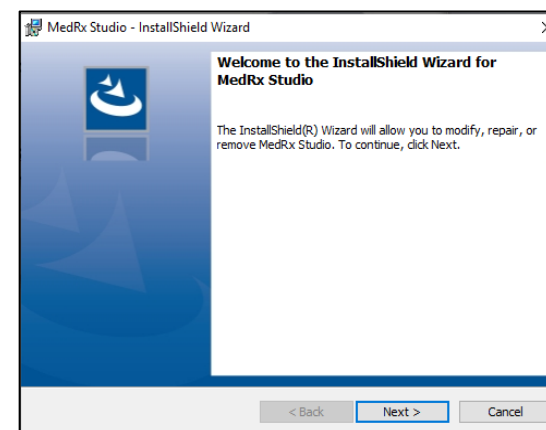 MedRx Studio - InstallShield Wizard
Welcome to the InstallShield Wizard for
MedRx Studio
The InstallShield(R) Wizard will allow you to modify, repair, or
remove MedRx Studio. To continue, click Next.
< Back
Next >
Cancel